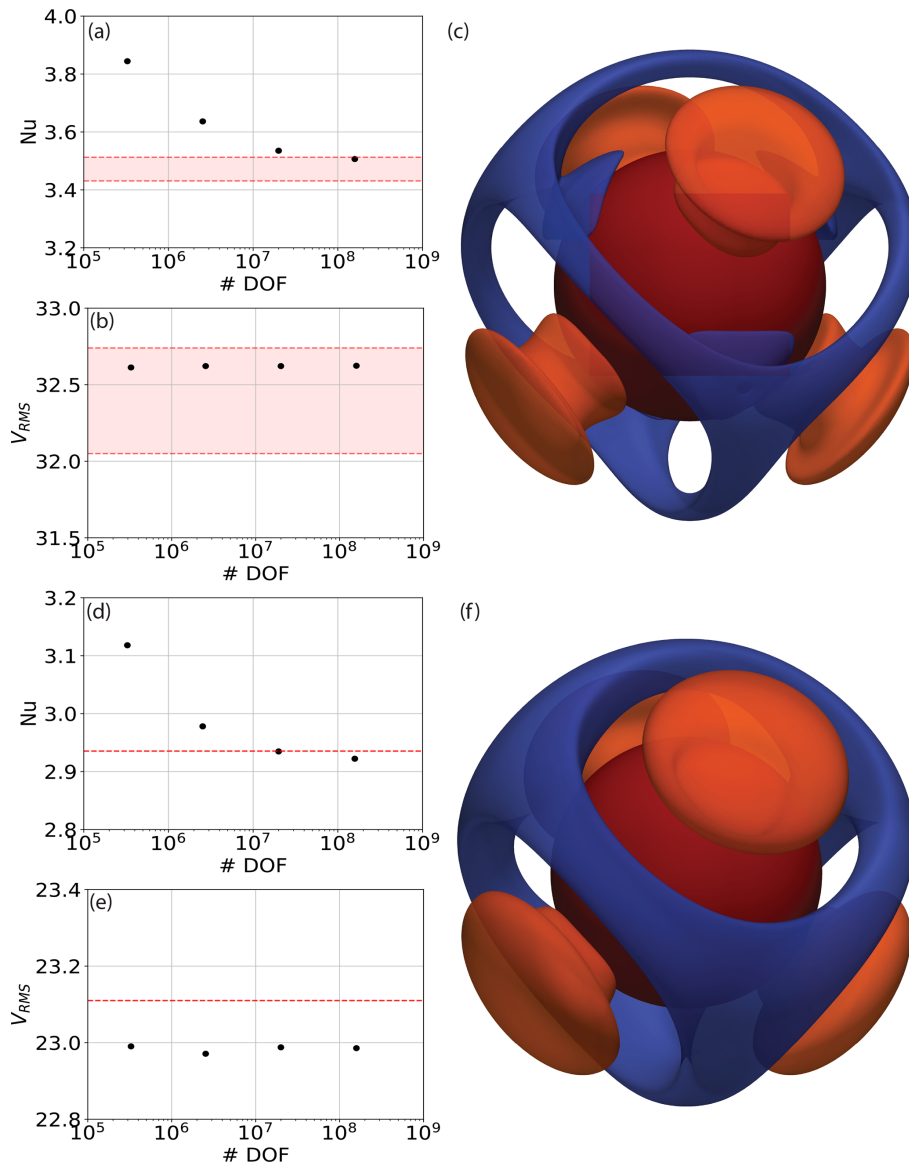 (a)
Nu
4.0
3.8
3.6
3.4
3.2
10^5 10^6 10^7 10^8 10^9
# DOF
(b)
V_RMS
33.0
32.5
32.0
31.5
10^5 10^6 10^7 10^8 10^9
# DOF
(c)
(d)
Nu
3.2
3.1
3.0
2.9
2.8
10^5 10^6 10^7 10^8 10^9
# DOF
(e)
V_RMS
23.4
23.2
23.0
22.8
10^5 10^6 10^7 10^8 10^9
# DOF
(f)